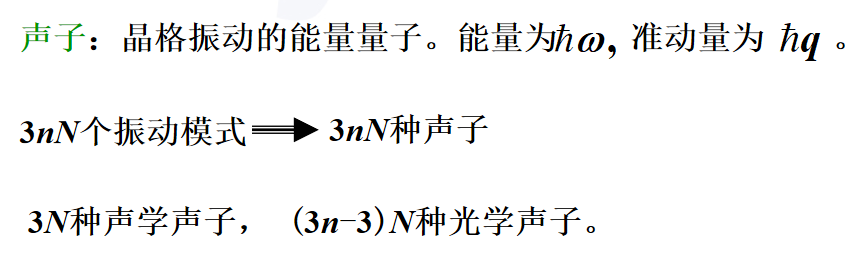 声子：晶格振动的能量量子。能量为ħω, 准动量为 ħq 。
3nN个振动模式⟹3nN种声子
3N种声学声子， (3n-3)N种光学声子。